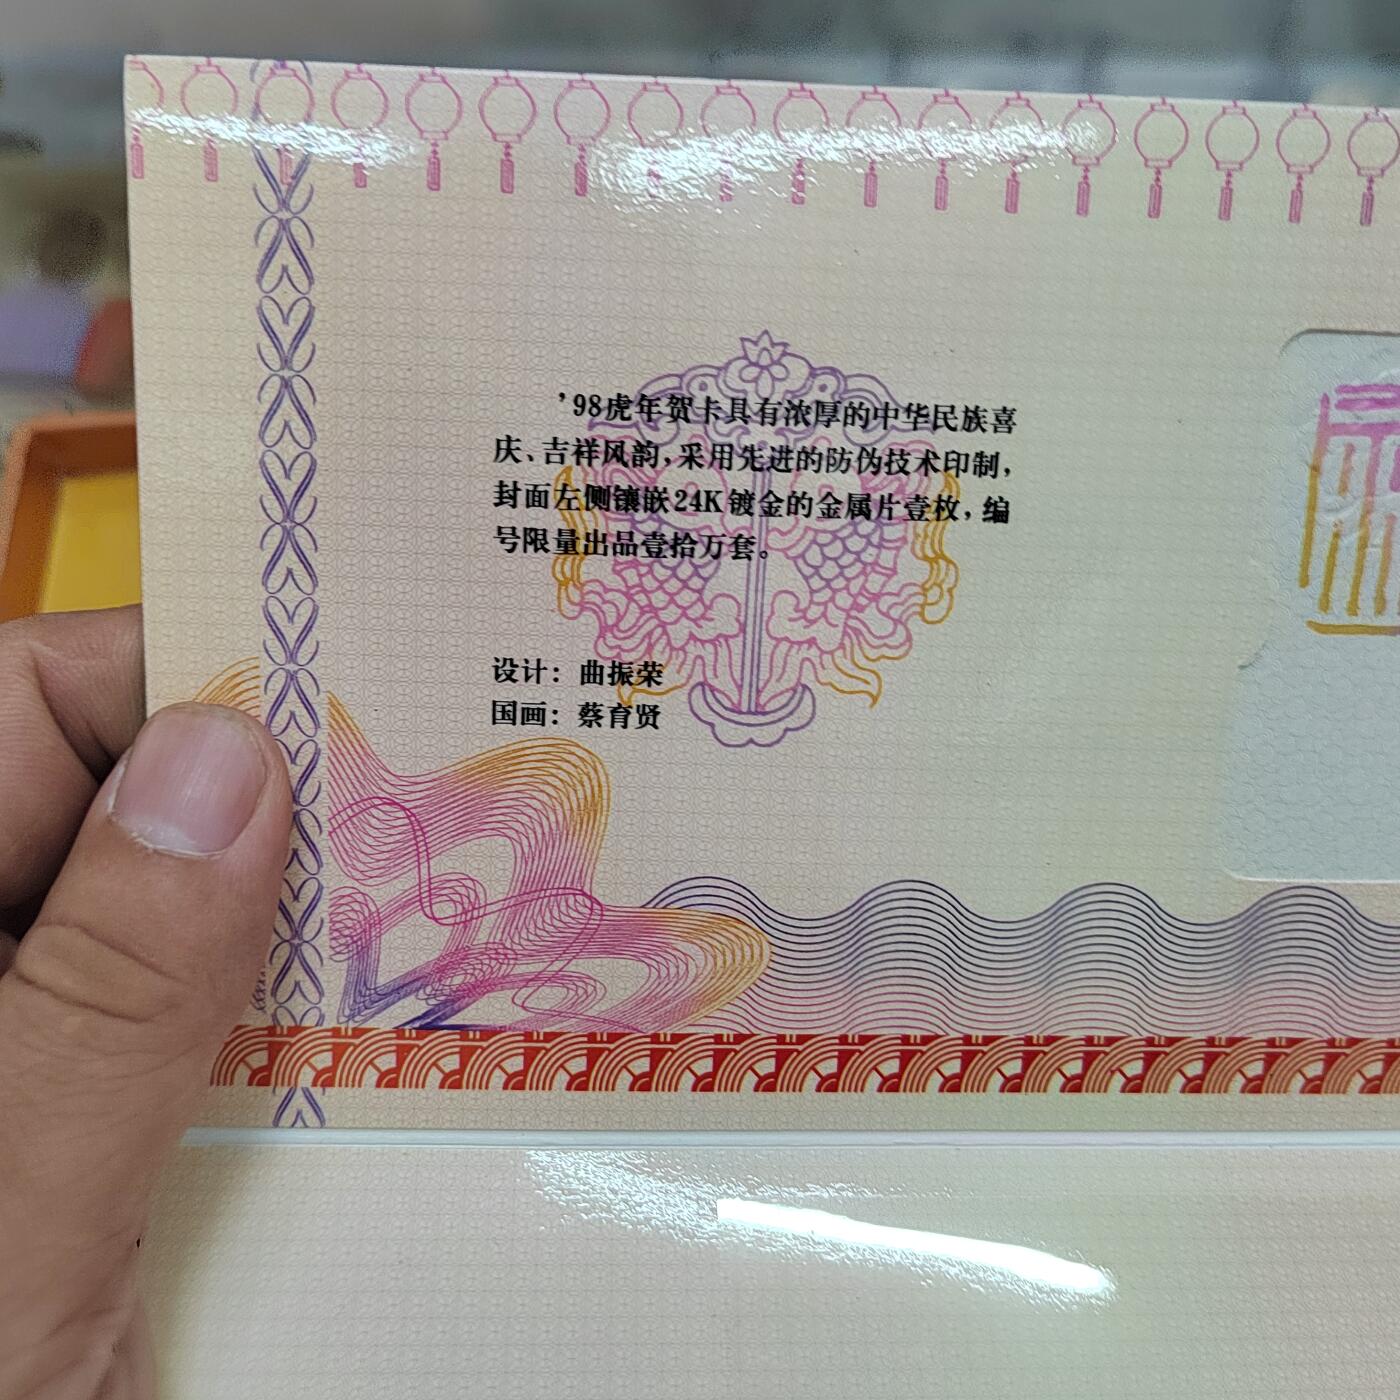 ’98虎年贺卡具有浓厚的中华民族喜
庆、吉祥风韵，采用先进的防伪技术印制，
封面左侧镶嵌24K镀金的金属片壹枚，编
号限量出品壹拾万套。
设计：曲振荣
国画：蔡育贤